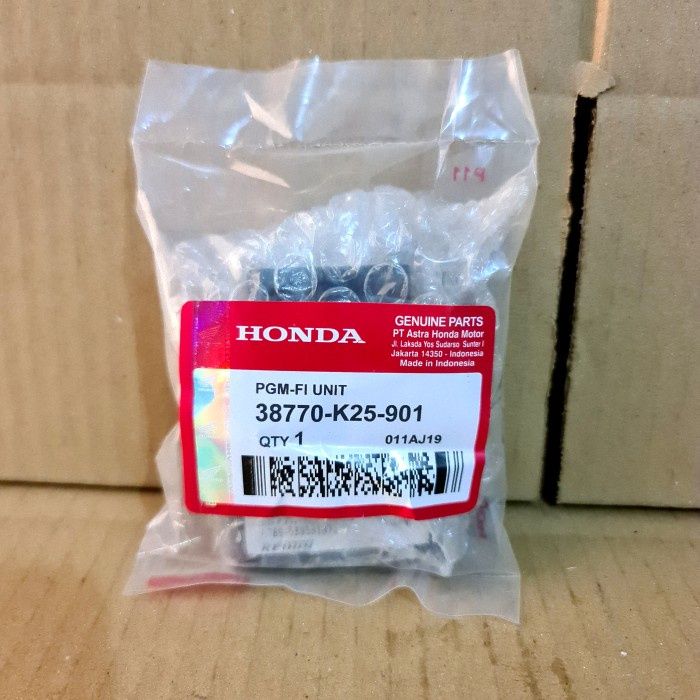 P11
HONDA
GENUINE PARTS
PT Astra Honda Motor
Jl. Laksda Yos Sudarso Sunter I
Jakarta 14350 - Indonesia
Made in Indonesia
PGM-FI UNIT
38770-K25-901
QTY 1
011AJ19